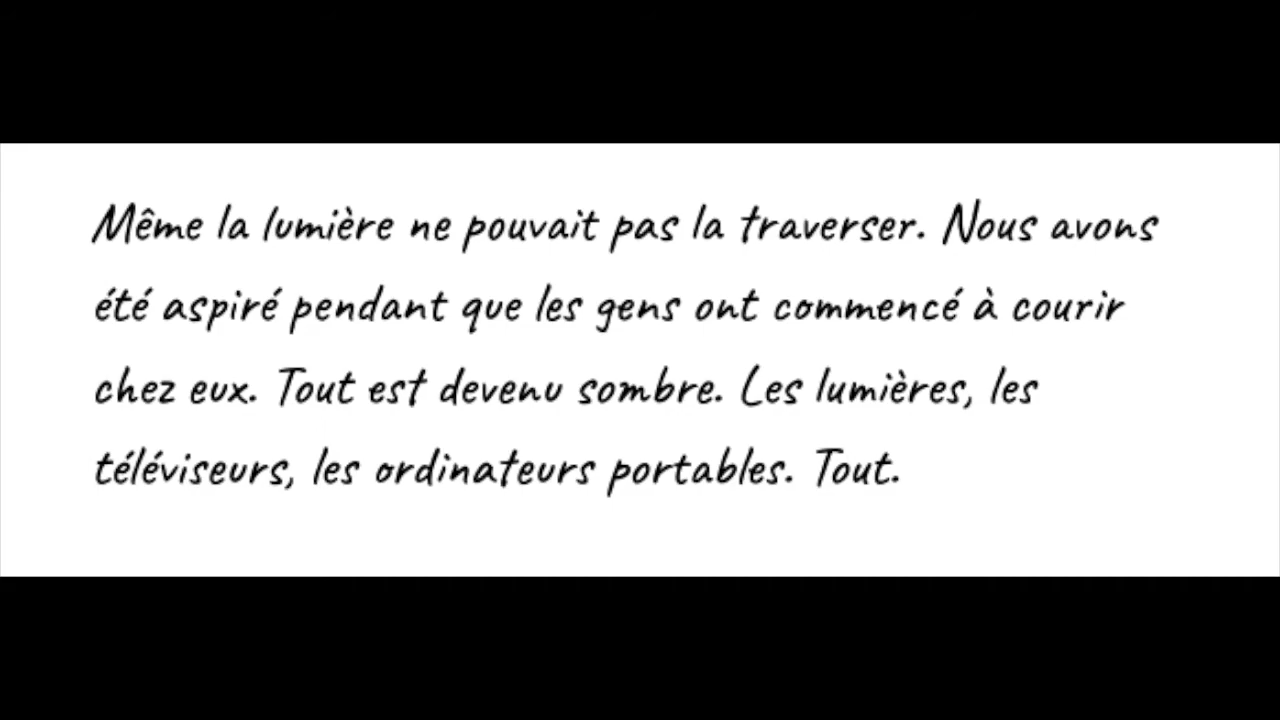 Même la lumière ne pouvait pas la traverser. Nous avons
été aspiré pendant que les gens ont commencé à courir
chez eux. Tout est devenu sombre. Les lumières, les
téléviseurs, les ordinateurs portables. Tout.